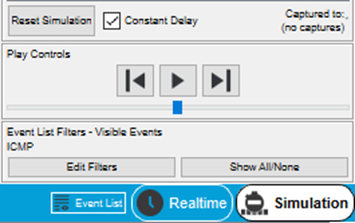 Reset Simulation
Constant Delay
Captured to:
(no captures)
Play Controls
Event List Filters - Visible Events
ICMP
Edit Filters
Show All/None
Event List
Realtime
Simulation